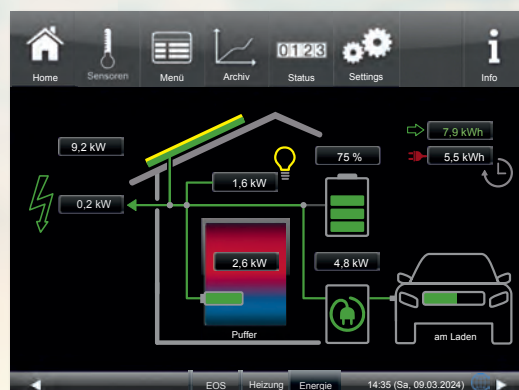 Home Sensoren Menü Archiv 0123 Status Settings i Info
9,2 kW
75 %
7,9 kWh
5,5 kWh
1,6 kW
0,2 kW
2,6 kW
4,8 kW
Puffer
am Laden
EOS Heizung Energie 14:35 (Sa, 09.03.2024)